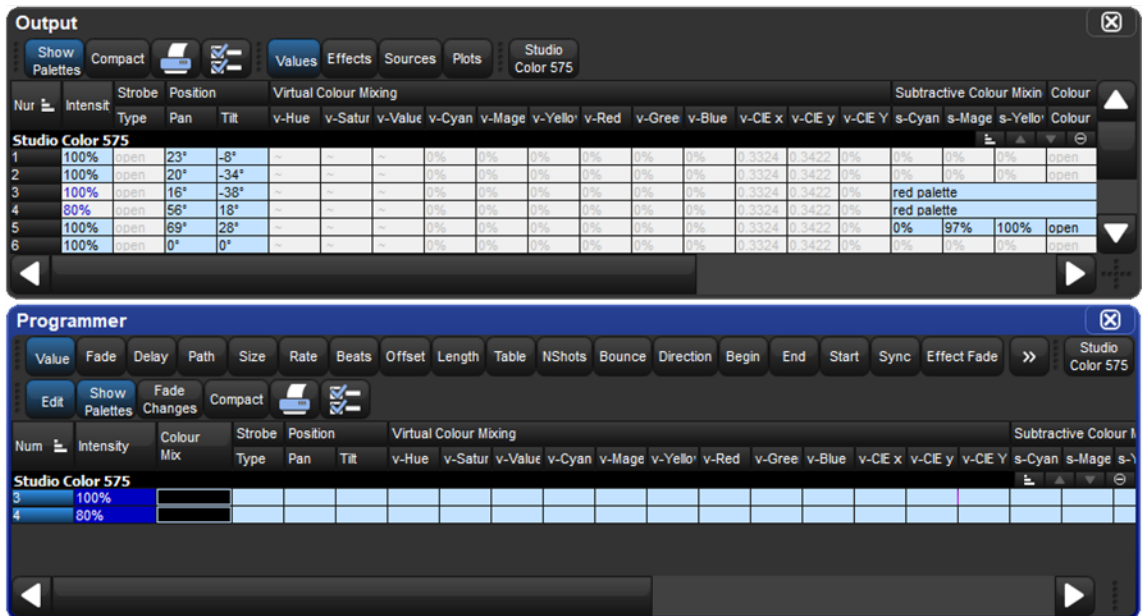 Output
Show Palettes Compact Values Effects Sources Plots Studio Color 575
Nur Intensit Strobe Position Virtual Colour Mixing Subtractive Colour Mixin Colour
Type Pan Tilt v-Hue v-Satur v-Value v-Cyan v-Mage v-Yello v-Red v-Gree v-Blue v-CIE x v-CIE y v-CIE Y s-Cyan s-Mage s-Yello Colour
Studio Color 575
1 100% open 23° -8° ~ ~ ~ 0% 0% 0% 0% 0% 0% 0.3324 0.3422 0% 0% 0% 0% open
2 100% open 20° -34° ~ ~ ~ 0% 0% 0% 0% 0% 0% 0.3324 0.3422 0% 0% 0% 0% open
3 100% open 16° -38° ~ ~ ~ 0% 0% 0% 0% 0% 0% 0.3324 0.3422 0% red palette
4 80% open 56° 18° ~ ~ ~ 0% 0% 0% 0% 0% 0% 0.3324 0.3422 0% red palette
5 100% open 69° 28° ~ ~ ~ 0% 0% 0% 0% 0% 0% 0.3324 0.3422 0% 0% 97% 100% open
6 100% open 0° 0° ~ ~ ~ 0% 0% 0% 0% 0% 0% 0.3324 0.3422 0% 0% 0% 0% open
Programmer
Value Fade Delay Path Size Rate Beats Offset Length Table NShots Bounce Direction Begin End Start Sync Effect Fade » Studio Color 575
Edit Show Palettes Fade Changes Compact
Num Intensity Colour Mix Strobe Position Virtual Colour Mixing Subtractive Colour M
Type Pan Tilt v-Hue v-Satur v-Value v-Cyan v-Mage v-Yello v-Red v-Gree v-Blue v-CIE x v-CIE y v-CIE Y s-Cyan s-Mage s-Y
Studio Color 575
3 100%
4 80%